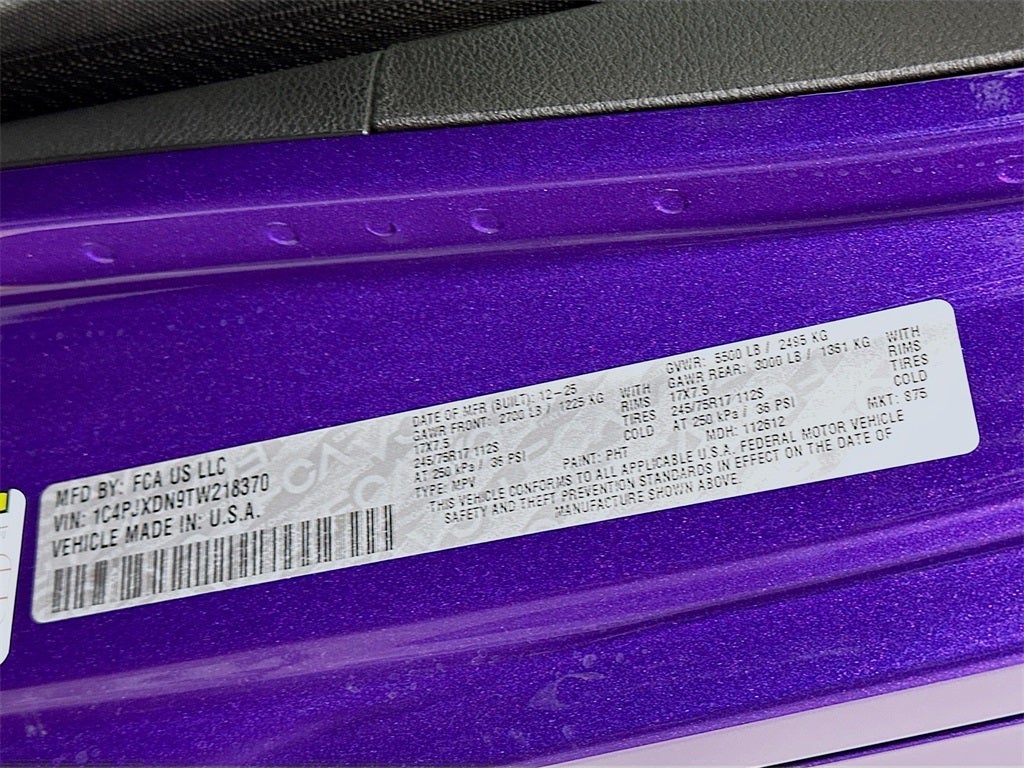 MFD BY: FCA US LLC
VIN: 1C4PJXDN9TW218370
VEHICLE MADE IN: U.S.A.
DATE OF MFR (BUILT): 12-25
GAWR FRONT: 2700 LB / 1225 KG WITH
17X7.5 RIMS
245/75R17 112S TIRES
AT 250 kPa / 36 PSI COLD
TYPE: MPV PAINT: PHT
GVWR: 5500 LB / 2495 KG
GAWR REAR: 3000 LB / 1361 KG WITH
17X7.5 RIMS
245/75R17 112S TIRES
AT 250 kPa / 36 PSI COLD
MDH: 112612 MKT: S75
THIS VEHICLE CONFORMS TO ALL APPLICABLE U.S.A. FEDERAL MOTOR VEHICLE
SAFETY AND THEFT PREVENTION STANDARDS IN EFFECT ON THE DATE OF
MANUFACTURE SHOWN ABOVE.